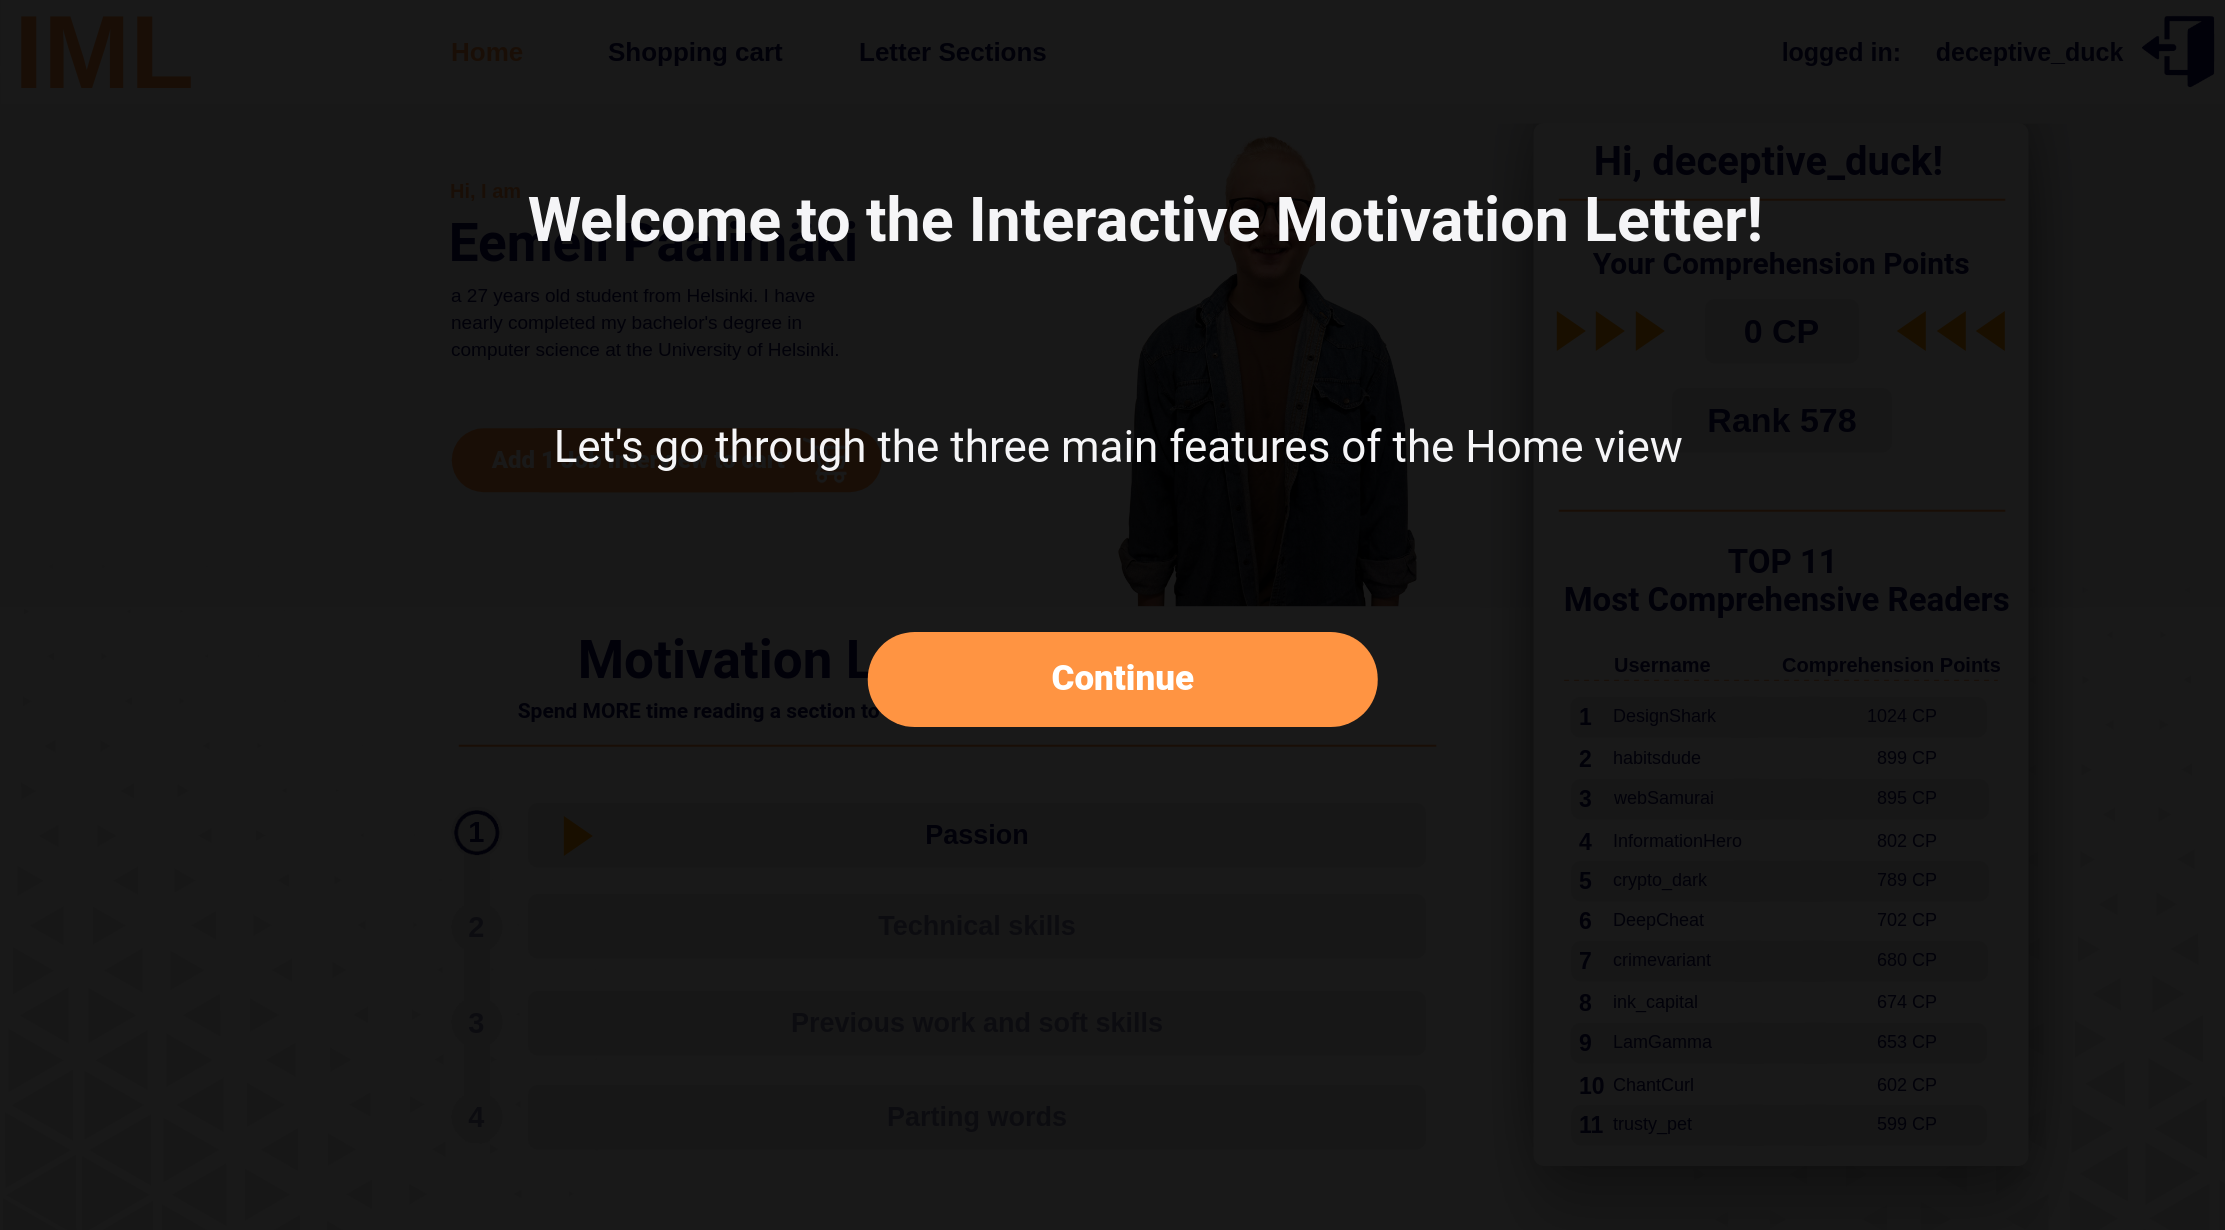 IML
Home
Shopping cart
Letter Sections
logged in:
deceptive_duck
Hi, I am
Welcome to the Interactive Motivation Letter!
Eemeli Paalimäki
a 27 years old student from Helsinki. I have
nearly completed my bachelor's degree in
computer science at the University of Helsinki.
Let's go through the three main features of the Home view
Add 1 Job Interview to cart
Continue
Motivation L
Spend MORE time reading a section to
1 Passion
2 Technical skills
3 Previous work and soft skills
4 Parting words
Hi, deceptive_duck!
Your Comprehension Points
0 CP
Rank 578
TOP 11
Most Comprehensive Readers
Username Comprehension Points
1 DesignShark 1024 CP
2 habitsdude 899 CP
3 webSamurai 895 CP
4 InformationHero 802 CP
5 crypto_dark 789 CP
6 DeepCheat 702 CP
7 crimevariant 680 CP
8 ink_capital 674 CP
9 LamGamma 653 CP
10 ChantCurl 602 CP
11 trusty_pet 599 CP